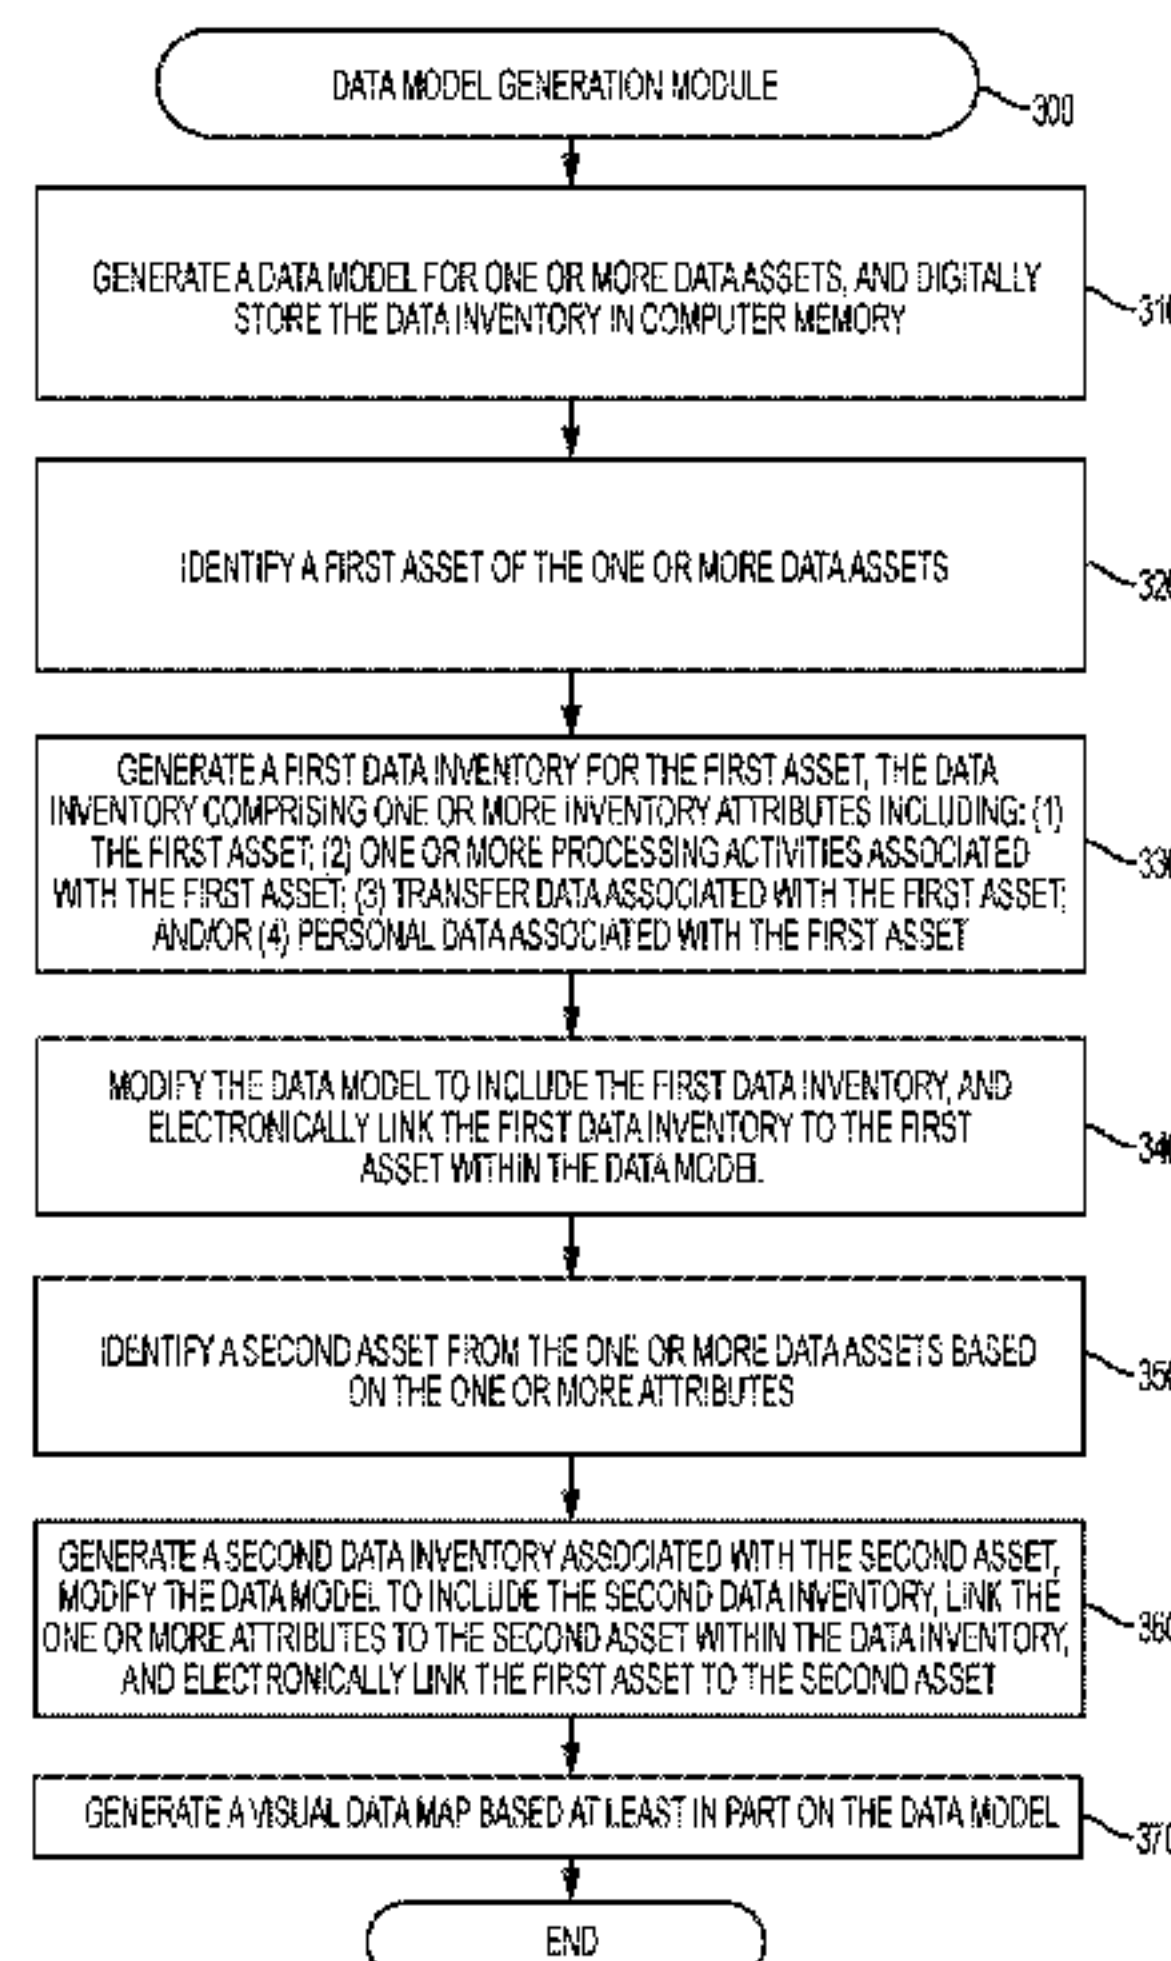 DATA MODEL GENERATION MODULE
300
GENERATE A DATA MODEL FOR ONE OR MORE DATA ASSETS, AND DIGITALLY
STORE THE DATA INVENTORY IN COMPUTER MEMORY
310
IDENTIFY A FIRST ASSET OF THE ONE OR MORE DATA ASSETS
320
GENERATE A FIRST DATA INVENTORY FOR THE FIRST ASSET, THE DATA
INVENTORY COMPRISING ONE OR MORE INVENTORY ATTRIBUTES INCLUDING: (1)
THE FIRST ASSET; (2) ONE OR MORE PROCESSING ACTIVITIES ASSOCIATED
WITH THE FIRST ASSET; (3) TRANSFER DATA ASSOCIATED WITH THE FIRST ASSET;
AND/OR (4) PERSONAL DATA ASSOCIATED WITH THE FIRST ASSET
330
MODIFY THE DATA MODEL TO INCLUDE THE FIRST DATA INVENTORY, AND
ELECTRONICALLY LINK THE FIRST DATA INVENTORY TO THE FIRST
ASSET WITHIN THE DATA MODEL
340
IDENTIFY A SECOND ASSET FROM THE ONE OR MORE DATA ASSETS BASED
ON THE ONE OR MORE ATTRIBUTES
350
GENERATE A SECOND DATA INVENTORY ASSOCIATED WITH THE SECOND ASSET,
MODIFY THE DATA MODEL TO INCLUDE THE SECOND DATA INVENTORY, LINK THE
ONE OR MORE ATTRIBUTES TO THE SECOND ASSET WITHIN THE DATA INVENTORY,
AND ELECTRONICALLY LINK THE FIRST ASSET TO THE SECOND ASSET
360
GENERATE A VISUAL DATA MAP BASED AT LEAST IN PART ON THE DATA MODEL
370
END